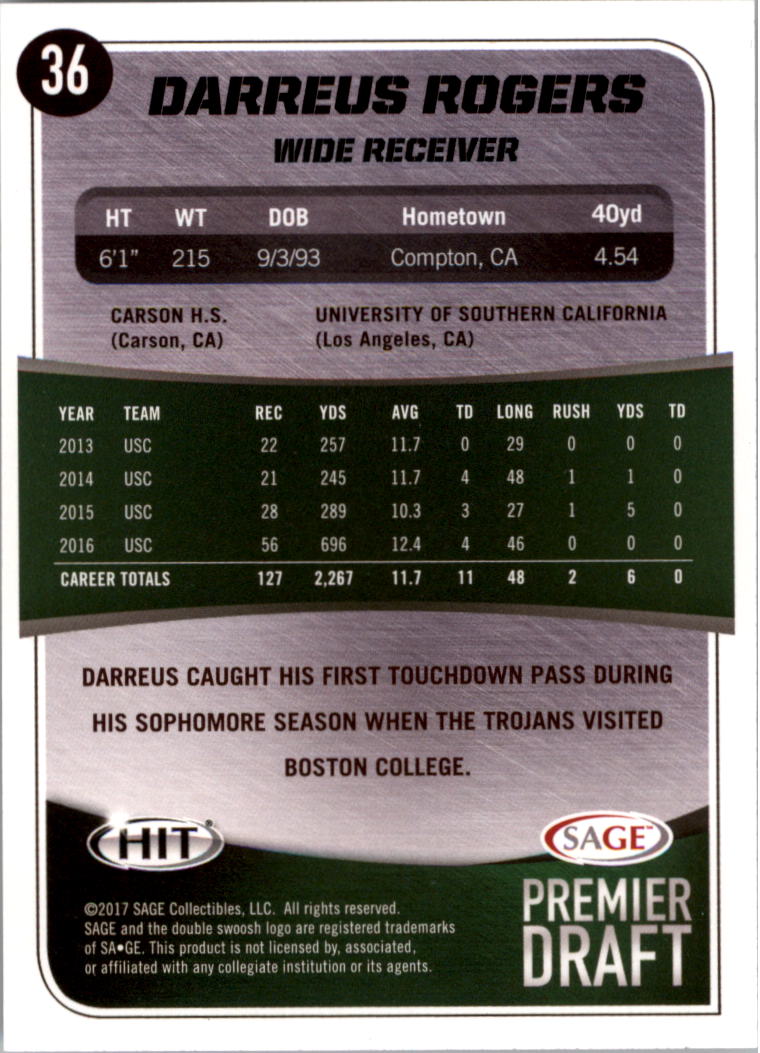 36
DARREUS ROGERS
WIDE RECEIVER
HT WT DOB Hometown 40yd
6'1" 215 9/3/93 Compton, CA 4.54
CARSON H.S. UNIVERSITY OF SOUTHERN CALIFORNIA
(Carson, CA) (Los Angeles, CA)
YEAR TEAM REC YDS AVG TD LONG RUSH YDS TD
2013 USC 22 257 11.7 0 29 0 0 0
2014 USC 21 245 11.7 4 48 1 1 0
2015 USC 28 289 10.3 3 27 1 5 0
2016 USC 56 696 12.4 4 46 0 0 0
CAREER TOTALS 127 2,267 11.7 11 48 2 6 0
DARREUS CAUGHT HIS FIRST TOUCHDOWN PASS DURING
HIS SOPHOMORE SEASON WHEN THE TROJANS VISITED
BOSTON COLLEGE.
HIT® SAGE™
©2017 SAGE Collectibles, LLC. All rights reserved.
SAGE and the double swoosh logo are registered trademarks
of SA•GE. This product is not licensed by, associated,
or affiliated with any collegiate institution or its agents.
PREMIER
DRAFT